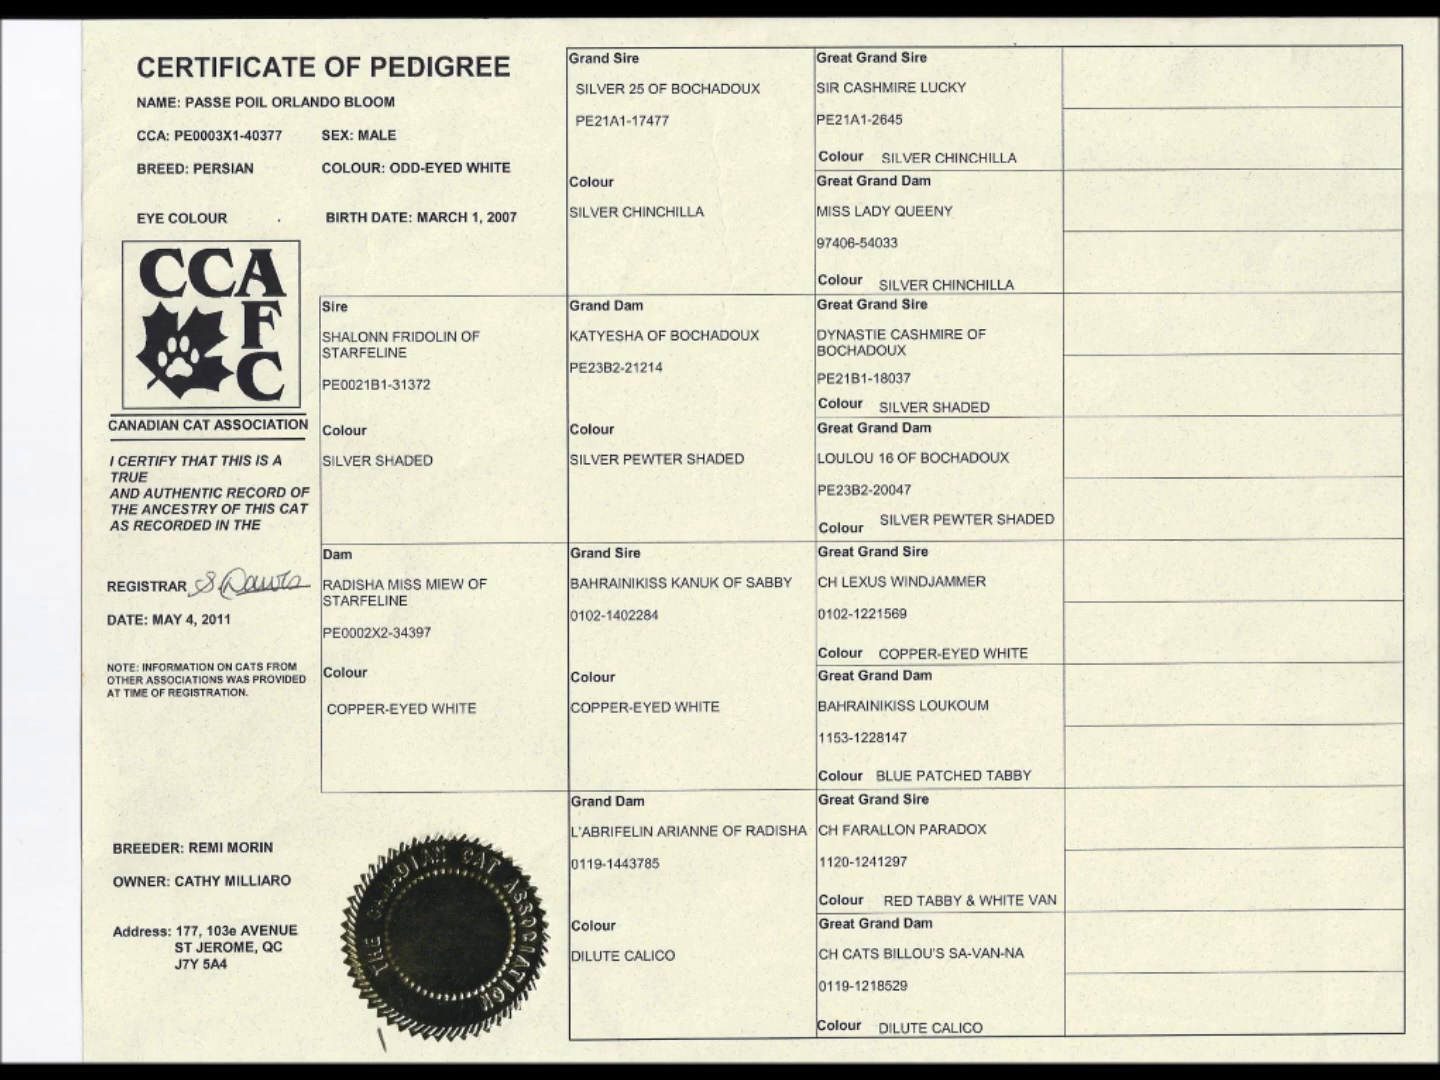 CERTIFICATE OF PEDIGREE
NAME: PASSE POIL ORLANDO BLOOM
CCA: PE0003X1-40377 SEX: MALE
BREED: PERSIAN COLOUR: ODD-EYED WHITE
EYE COLOUR BIRTH DATE: MARCH 1, 2007
CCA
F
C
CANADIAN CAT ASSOCIATION
I CERTIFY THAT THIS IS A
TRUE
AND AUTHENTIC RECORD OF
THE ANCESTRY OF THIS CAT
AS RECORDED IN THE
REGISTRAR S. Davis
DATE: MAY 4, 2011
NOTE: INFORMATION ON CATS FROM
OTHER ASSOCIATIONS WAS PROVIDED
AT TIME OF REGISTRATION.
BREEDER: REMI MORIN
OWNER: CATHY MILLIARO
Address: 177, 103e AVENUE
ST JEROME, QC
J7Y 5A4
THE CANADIAN CAT ASSOCIATION
Sire
SHALONN FRIDOLIN OF
STARFELINE
PE0021B1-31372
Colour
SILVER SHADED
Dam
RADISHA MISS MIEW OF
STARFELINE
PE0002X2-34397
Colour
COPPER-EYED WHITE
Grand Sire
SILVER 25 OF BOCHADOUX
PE21A1-17477
Colour
SILVER CHINCHILLA
Grand Dam
KATYESHA OF BOCHADOUX
PE23B2-21214
Colour
SILVER PEWTER SHADED
Grand Sire
BAHRAINIKISS KANUK OF SABBY
0102-1402284
Colour
COPPER-EYED WHITE
Grand Dam
L'ABRIFELIN ARIANNE OF RADISHA
0119-1443785
Colour
DILUTE CALICO
Great Grand Sire
SIR CASHMIRE LUCKY
PE21A1-2645
Colour SILVER CHINCHILLA
Great Grand Dam
MISS LADY QUEENY
97406-54033
Colour SILVER CHINCHILLA
Great Grand Sire
DYNASTIE CASHMIRE OF
BOCHADOUX
PE21B1-18037
Colour SILVER SHADED
Great Grand Dam
LOULOU 16 OF BOCHADOUX
PE23B2-20047
Colour SILVER PEWTER SHADED
Great Grand Sire
CH LEXUS WINDJAMMER
0102-1221569
Colour COPPER-EYED WHITE
Great Grand Dam
BAHRAINIKISS LOUKOUM
1153-1228147
Colour BLUE PATCHED TABBY
Great Grand Sire
CH FARALLON PARADOX
1120-1241297
Colour RED TABBY & WHITE VAN
Great Grand Dam
CH CATS BILLOU'S SA-VAN-NA
0119-1218529
Colour DILUTE CALICO